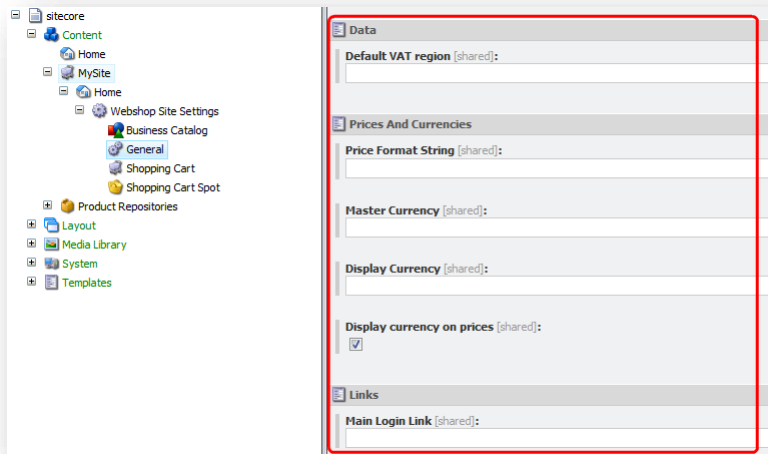 sitecore
Content
Home
MySite
Home
Webshop Site Settings
Business Catalog
General
Shopping Cart
Shopping Cart Spot
Product Repositories
Layout
Media Library
System
Templates
Data
Default VAT region [shared]:
Prices And Currencies
Price Format String [shared]:
Master Currency [shared]:
Display Currency [shared]:
Display currency on prices [shared]:
Links
Main Login Link [shared]: